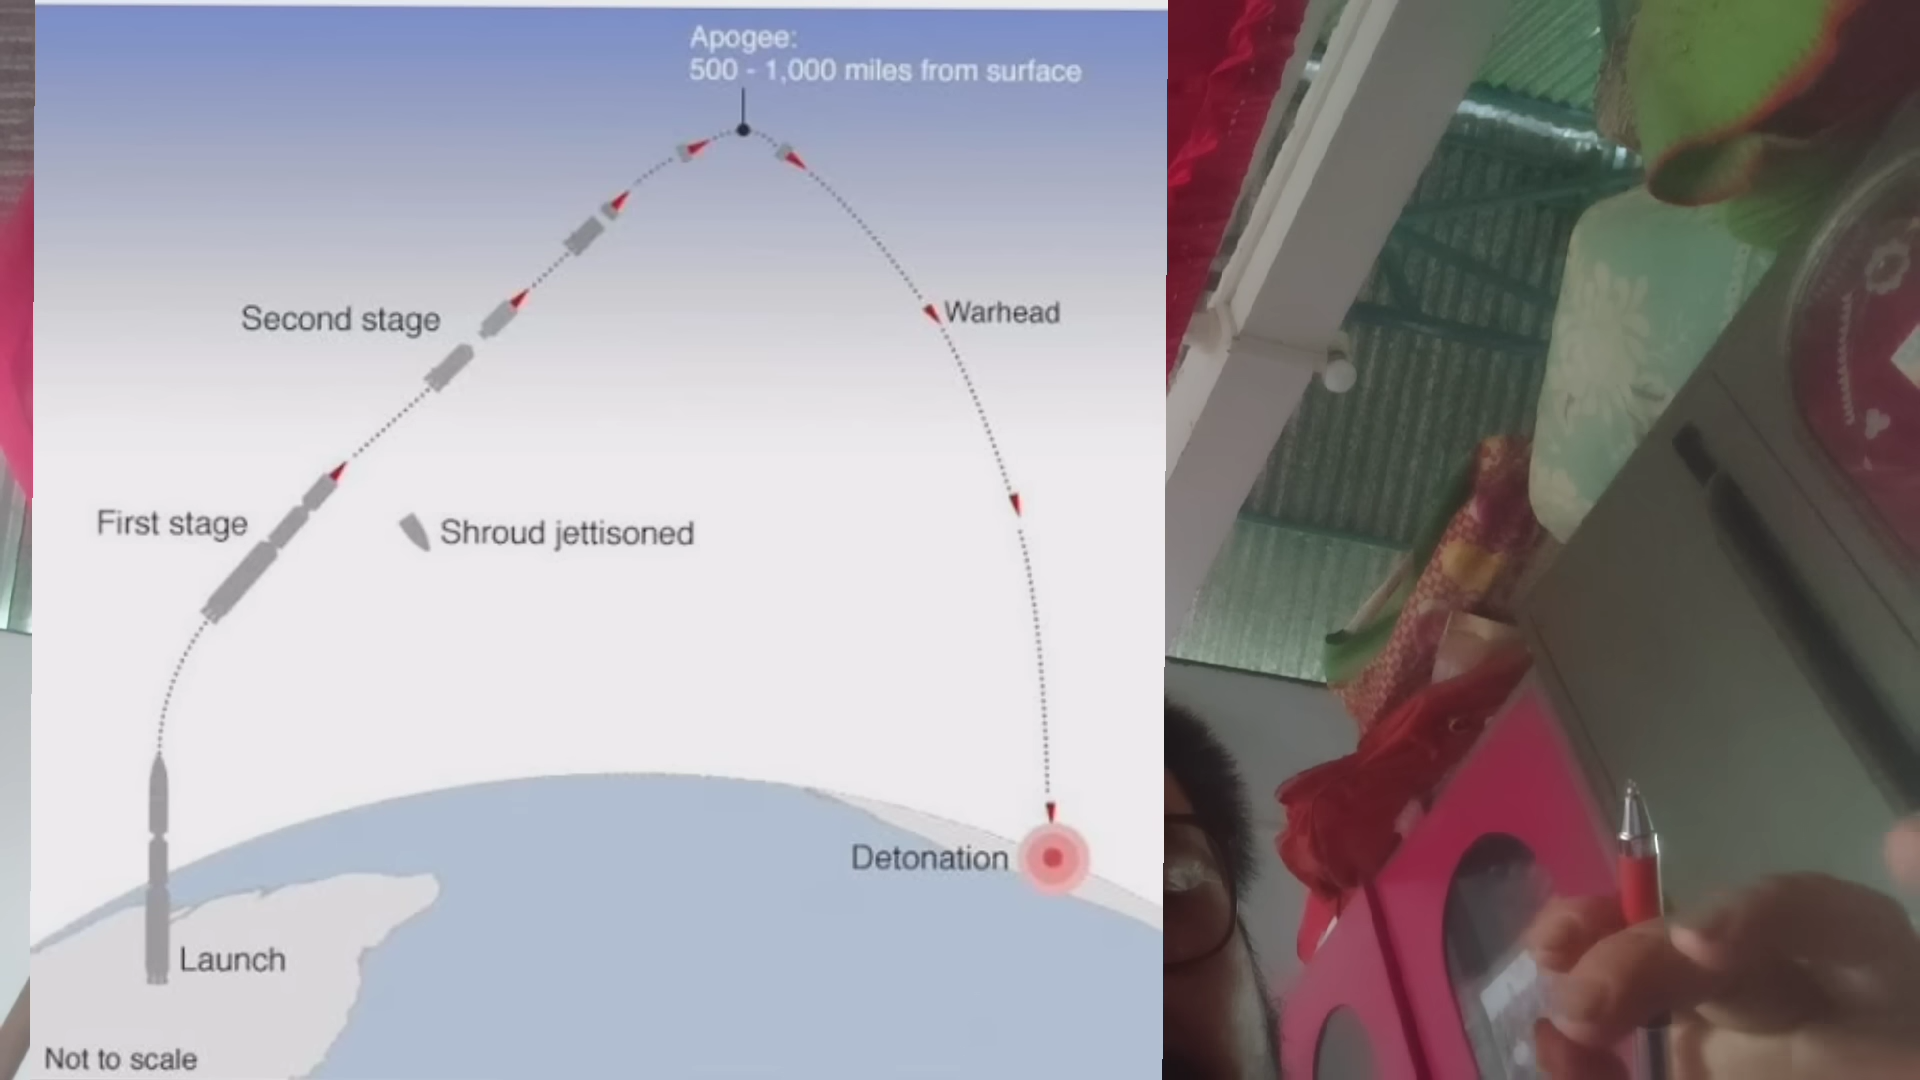 Apogee:
500 - 1,000 miles from surface
Second stage
Warhead
First stage
Shroud jettisoned
Detonation
Launch
Not to scale